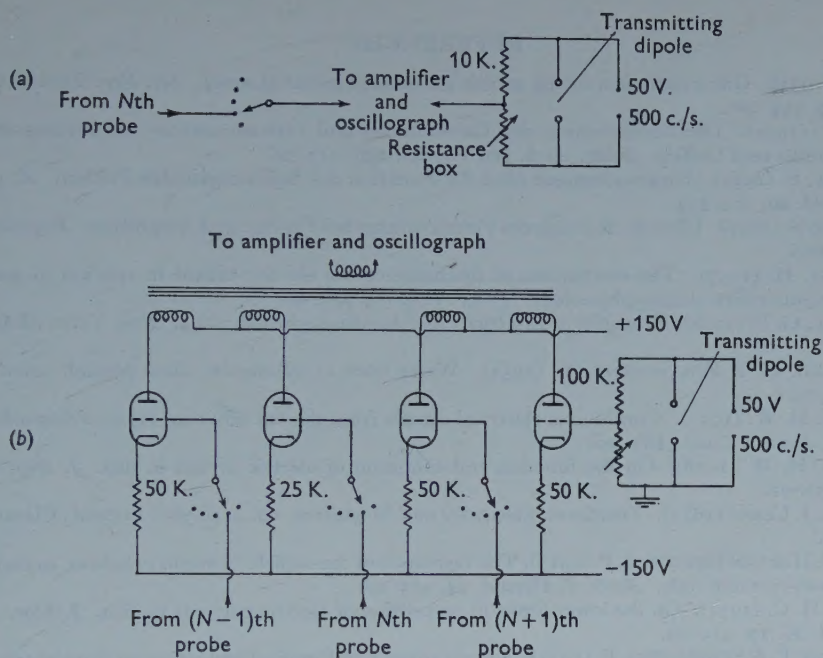 Transmitting
dipole
(a)
10 K.
To amplifier
and
oscillograph
From Nth
probe
50 V.
500 c./s.
Resistance
box
To amplifier and oscillograph
+150 V
Transmitting
dipole
100 K.
50 V
500 c./s.
(b)
50 K.
25 K.
50 K.
50 K.
−150 V
From (N−1)th
probe
From Nth
probe
From (N+1)th
probe